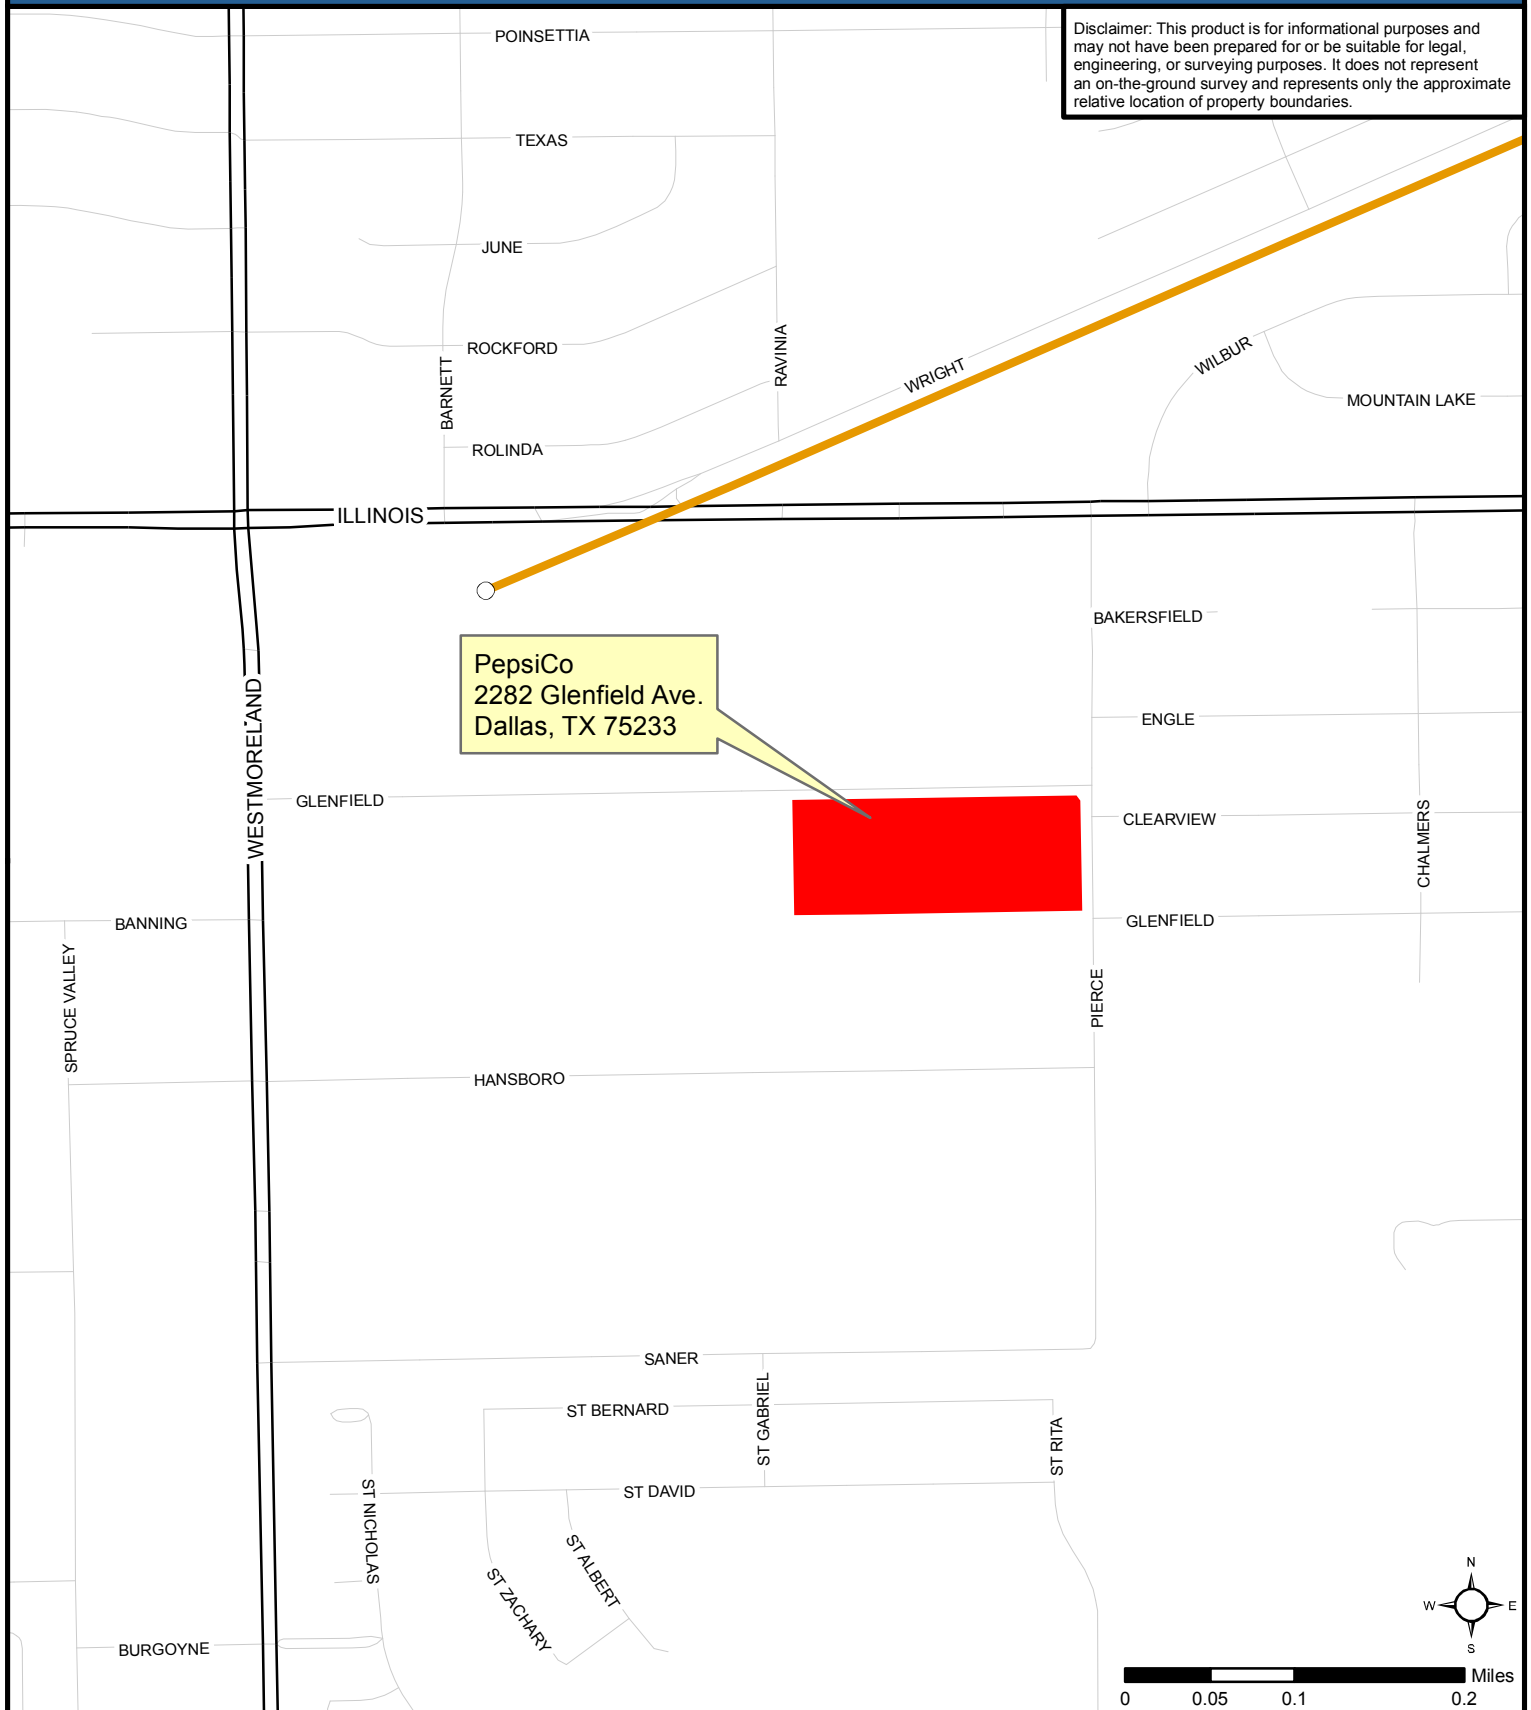 POINSETTIA
Disclaimer: This product is for informational purposes and
may not have been prepared for or be suitable for legal,
engineering, or surveying purposes. It does not represent
an on-the-ground survey and represents only the approximate
relative location of property boundaries.
TEXAS
JUNE
ROCKFORD
BARNETT
RAVINIA
WRIGHT
WILBUR
MOUNTAIN LAKE
ROLINDA
ILLINOIS
BAKERSFIELD
PepsiCo
2282 Glenfield Ave.
Dallas, TX 75233
WESTMORELAND
ENGLE
GLENFIELD
CLEARVIEW
CHALMERS
BANNING
GLENFIELD
SPRUCE VALLEY
PIERCE
HANSBORO
SANER
ST BERNARD
ST GABRIEL
ST RITA
ST DAVID
ST NICHOLAS
ST ALBERT
ST ZACHARY
BURGOYNE
N
W E
S
Miles
0 0.05 0.1 0.2